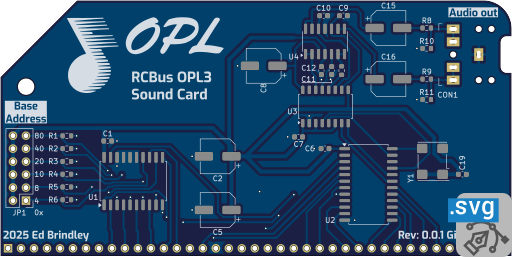 OPL
RCBus OPL3
Sound Card
Audio out
C10 C9
C15
R8
R10
U4
C12
C11
C8
C16
R9
R11
CON1
U3
C7
C6
Base
Address
80 R1
40 R2
20 R3
10 R4
8 R5
4 R6
JP1 0x
C1
U1
C2
C5
U2
Y1
C19
2025 Ed Brindley
Rev: 0.0.1 Gi
.svg